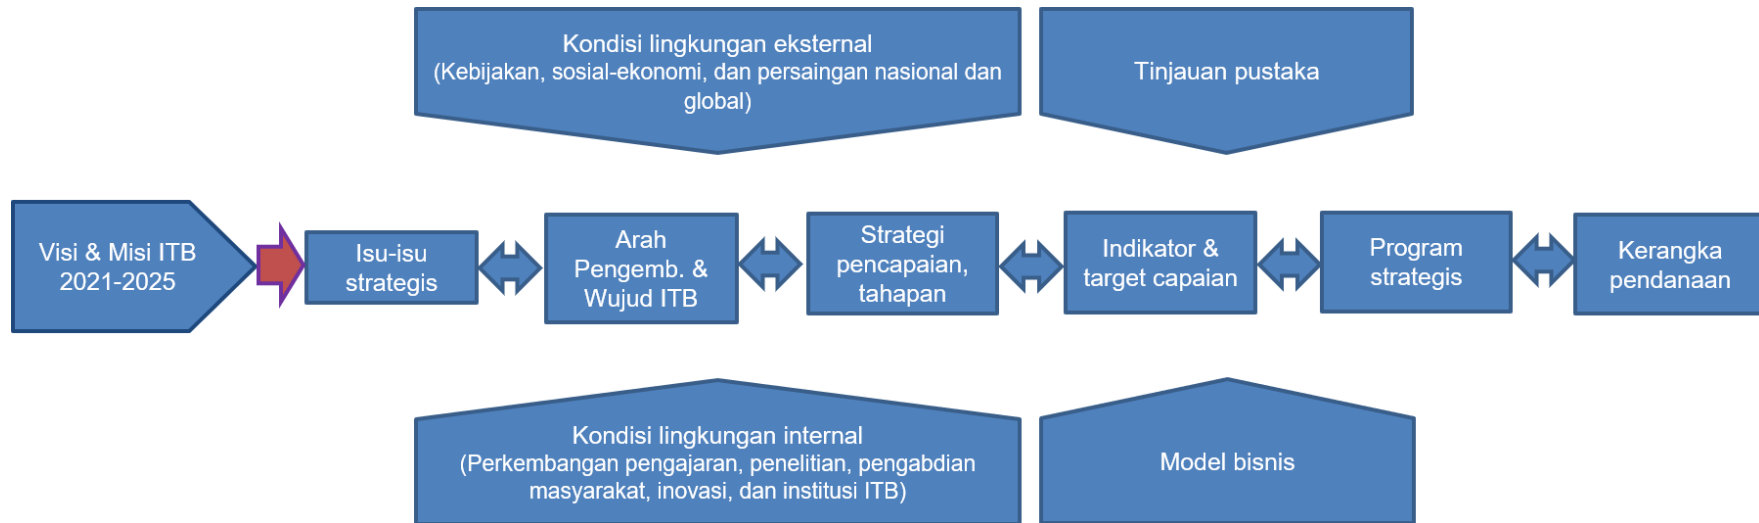 Kondisi lingkungan eksternal
(Kebijakan, sosial-ekonomi, dan persaingan nasional dan
global)
Tinjauan pustaka
Visi & Misi ITB
2021-2025
Isu-isu
strategis
Arah
Pengemb. &
Wujud ITB
Strategi
pencapaian,
tahapan
Indikator &
target capaian
Program
strategis
Kerangka
pendanaan
Kondisi lingkungan internal
(Perkembangan pengajaran, penelitian, pengabdian
masyarakat, inovasi, dan institusi ITB)
Model bisnis